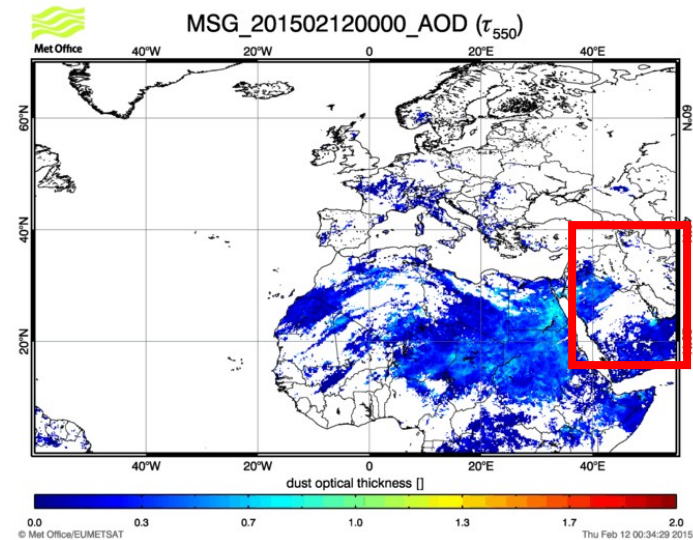 MSG_201502120000_AOD (τ550)
Met Office
40°W 20°W 0 20°E 40°E
60°N 60°N
40°N
20°N
40°W 20°W 0 20°E 40°E
dust optical thickness []
0.0 0.3 0.7 1.0 1.3 1.7 2.0
© Met Office/EUMETSAT Thu Feb 12 00:34:29 2015